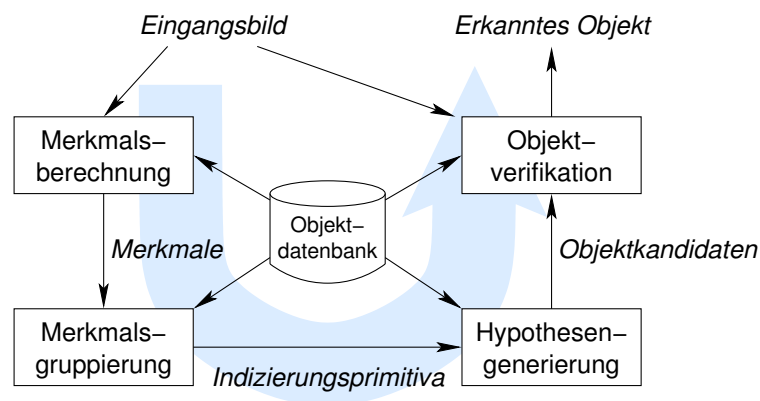 Eingangsbild
Erkanntes Objekt
Merkmals–
berechnung
Objekt–
verifikation
Objekt–
datenbank
Merkmale
Objektkandidaten
Merkmals–
gruppierung
Hypothesen–
generierung
Indizierungsprimitiva